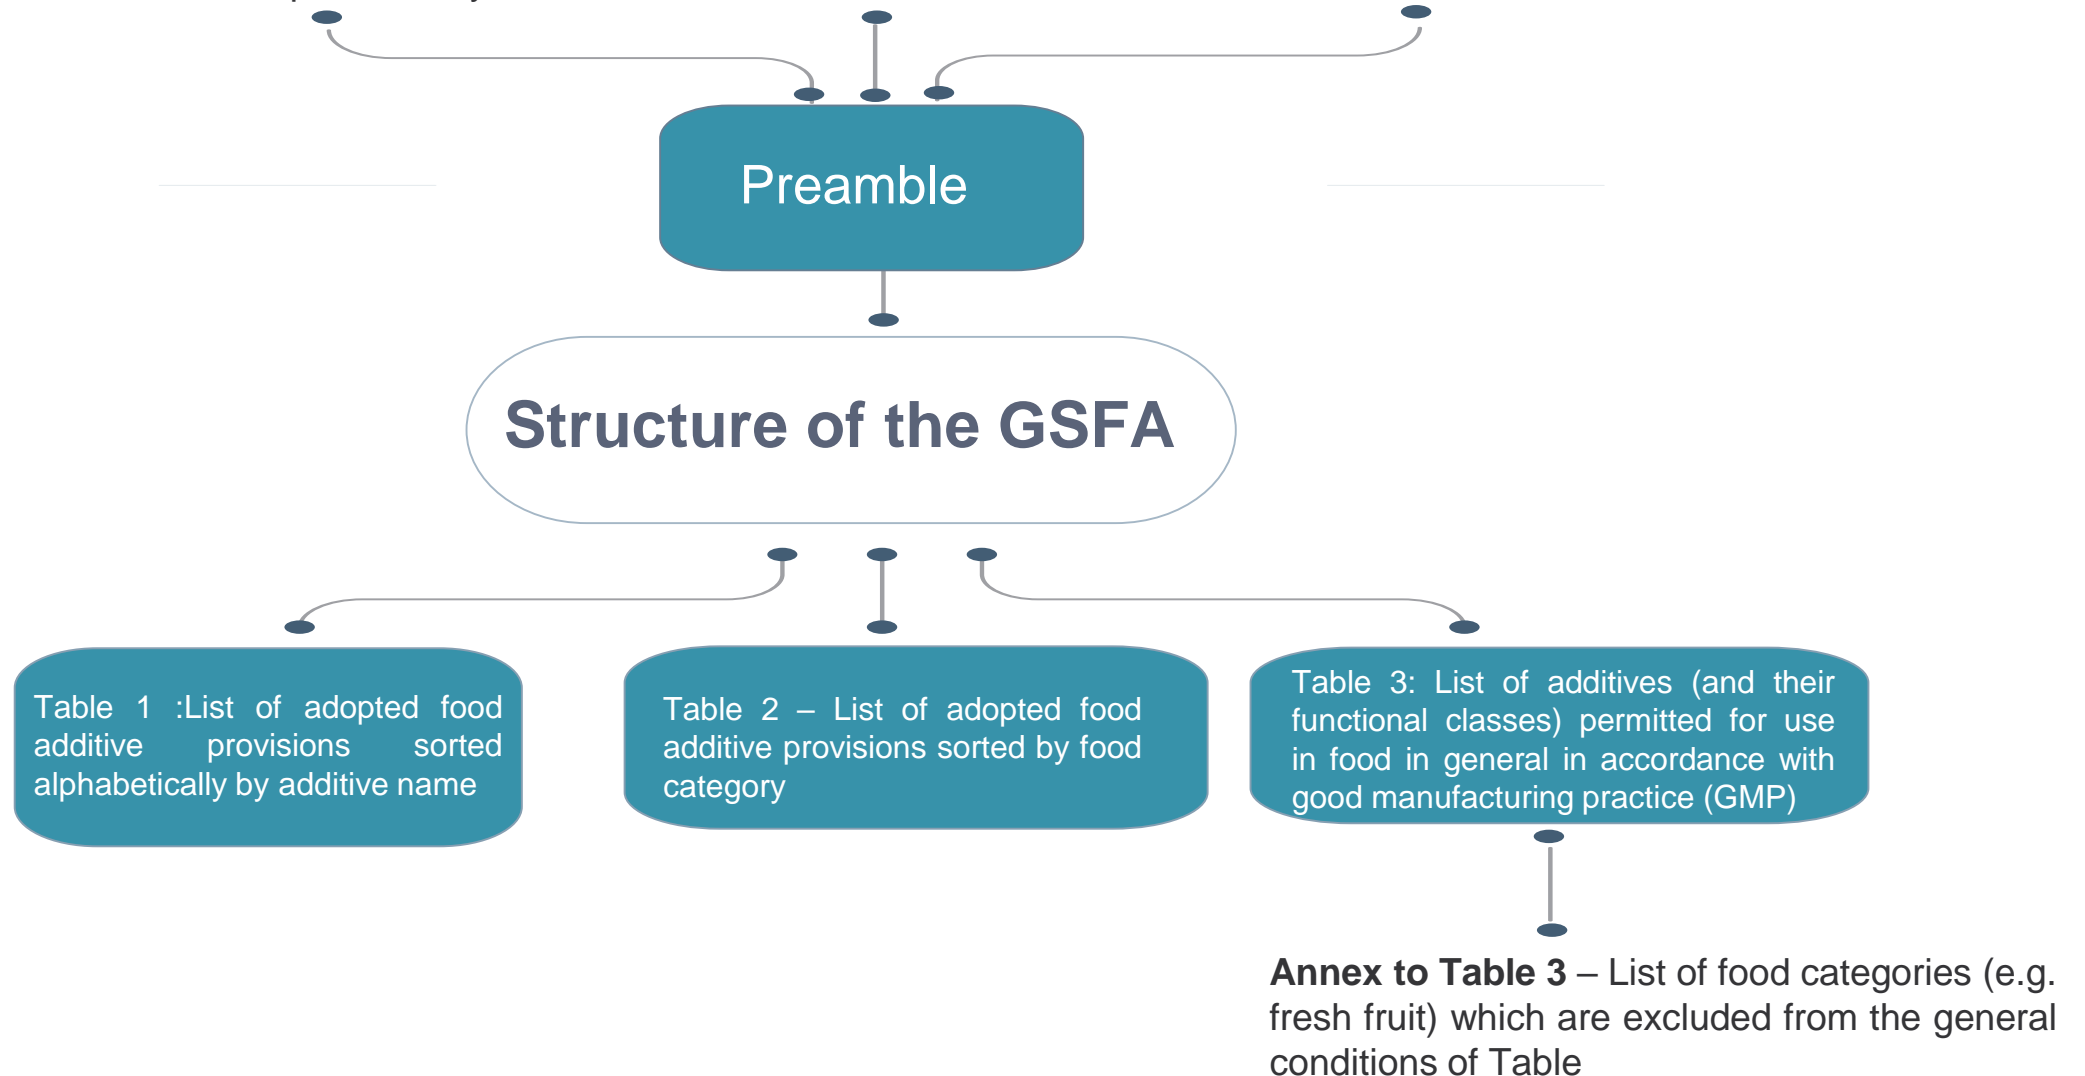 Preamble
Structure of the GSFA
Table 1 :List of adopted food
additive provisions sorted
alphabetically by additive name
Table 2 – List of adopted food
additive provisions sorted by food
category
Table 3: List of additives (and their
functional classes) permitted for use
in food in general in accordance with
good manufacturing practice (GMP)
Annex to Table 3 – List of food categories (e.g.
fresh fruit) which are excluded from the general
conditions of Table